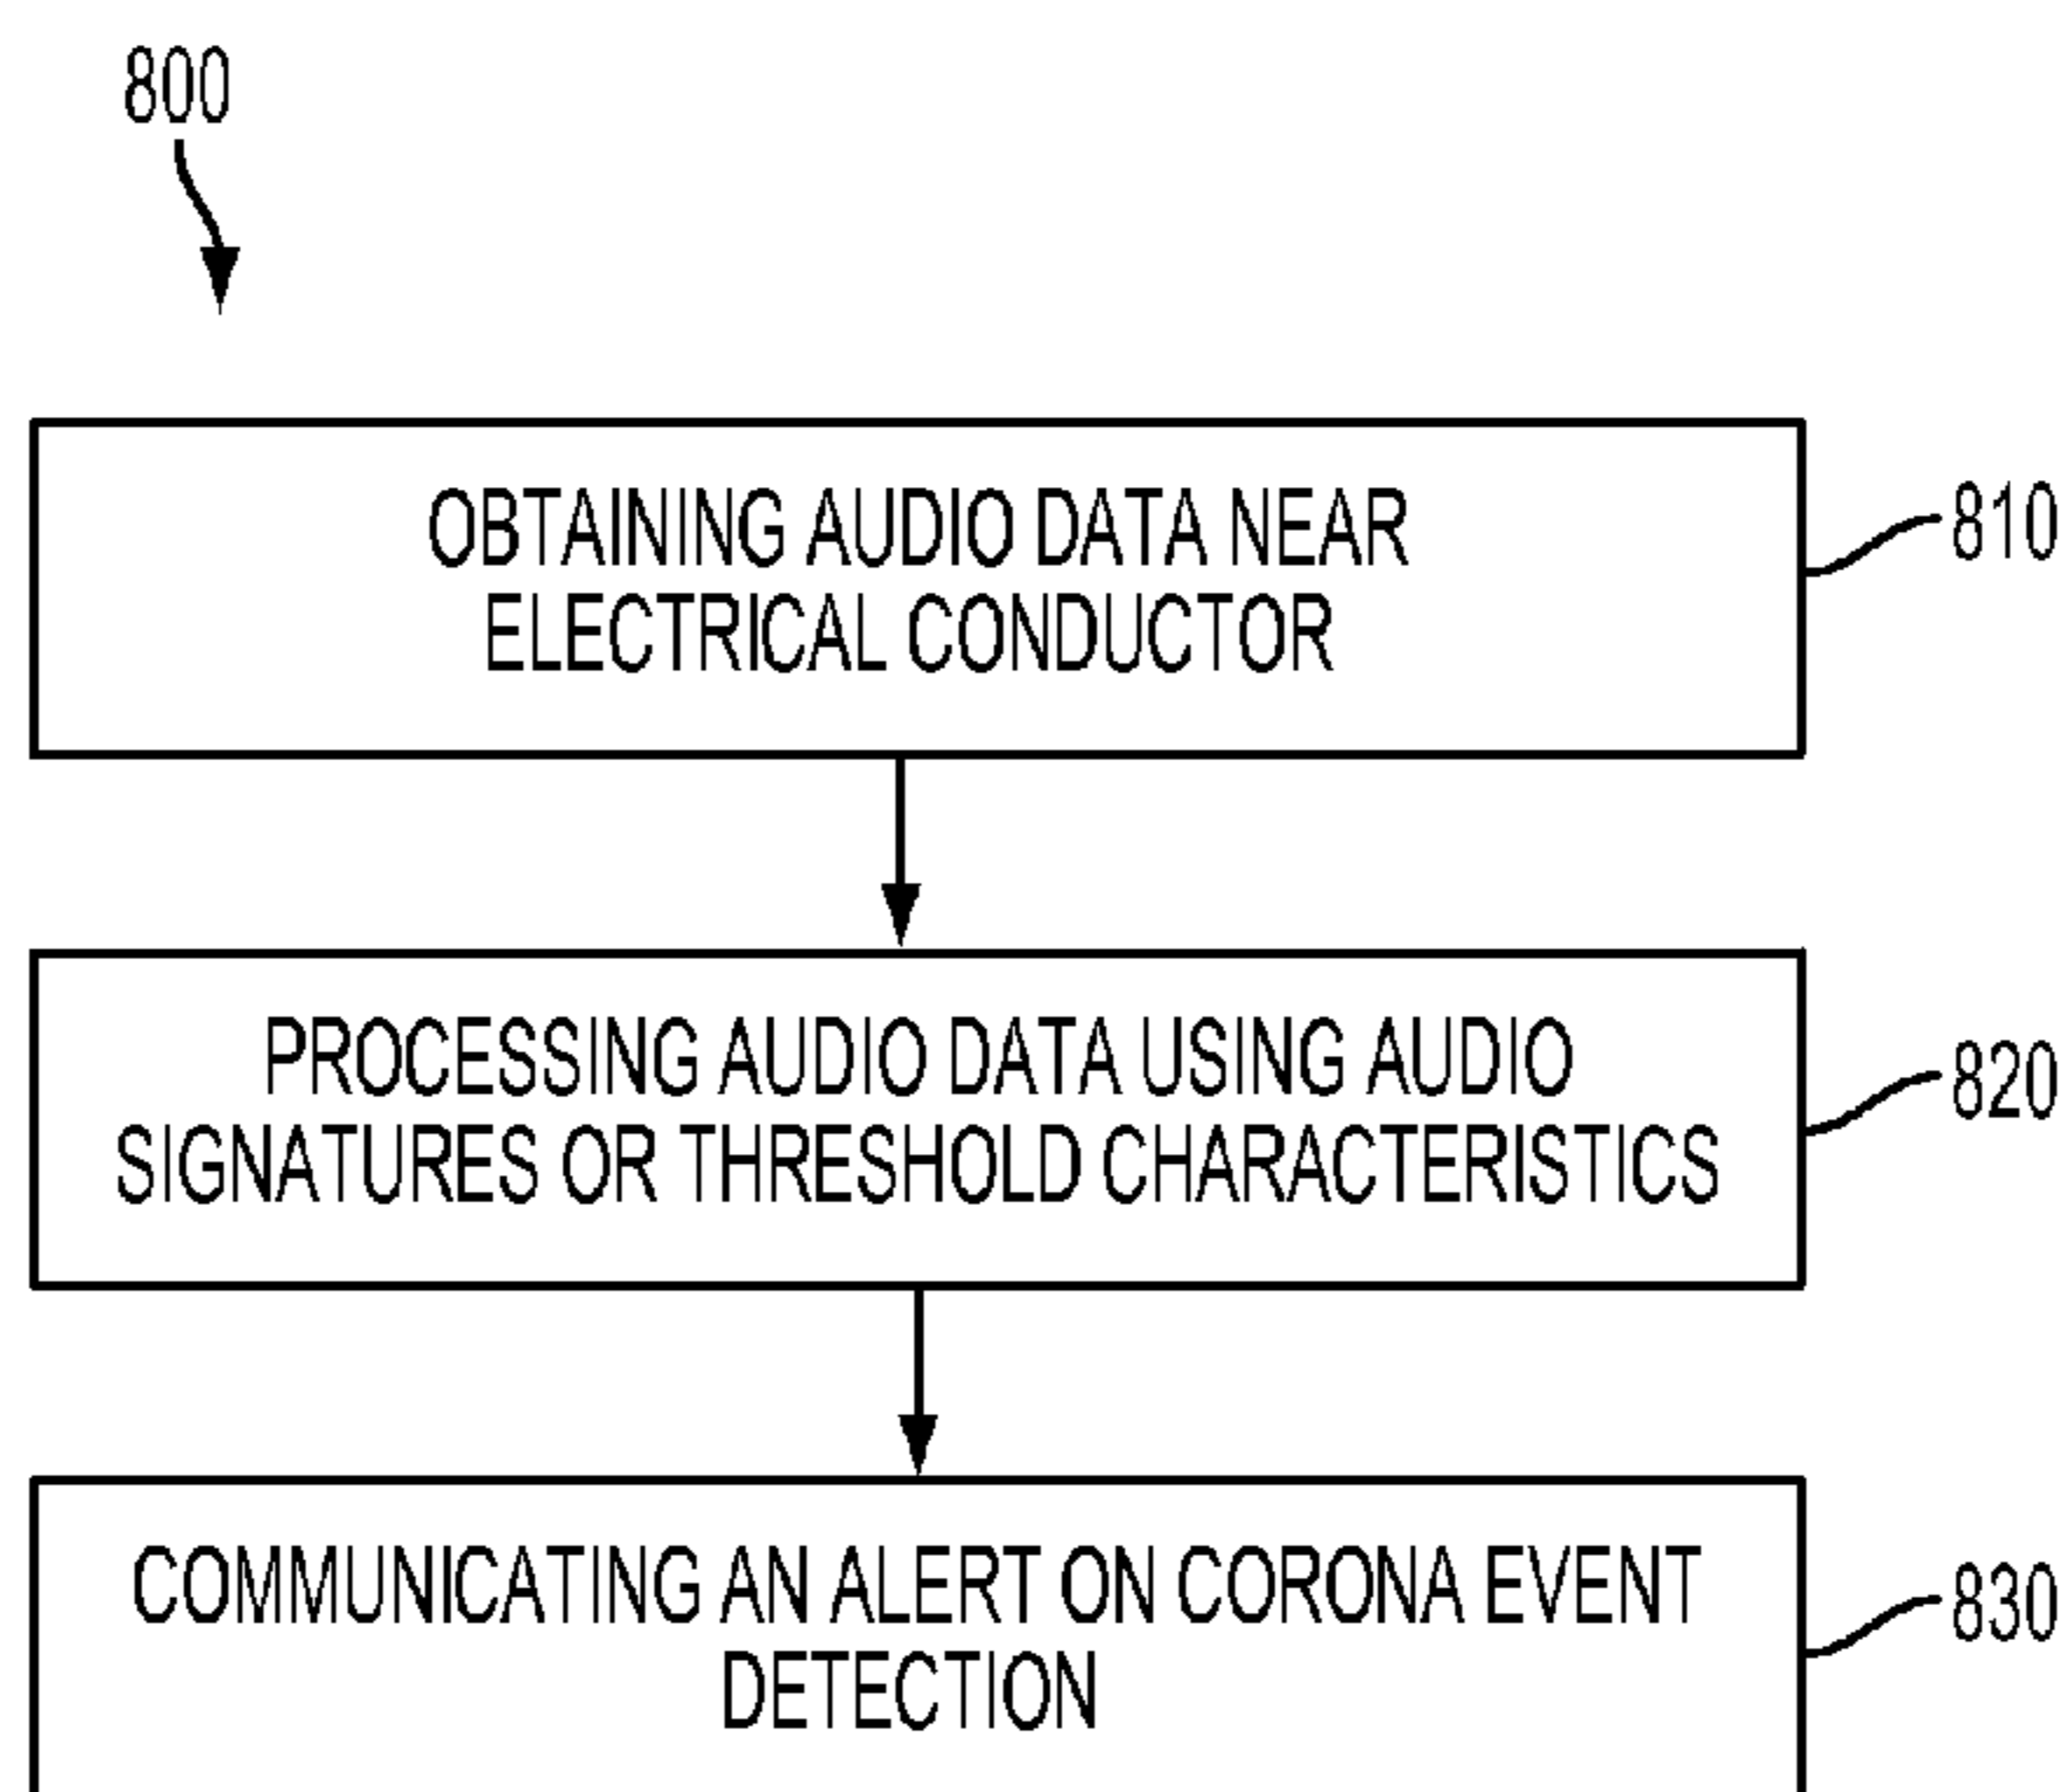 800
OBTAINING AUDIO DATA NEAR
ELECTRICAL CONDUCTOR
810
PROCESSING AUDIO DATA USING AUDIO
SIGNATURES OR THRESHOLD CHARACTERISTICS
820
COMMUNICATING AN ALERT ON CORONA EVENT
DETECTION
830